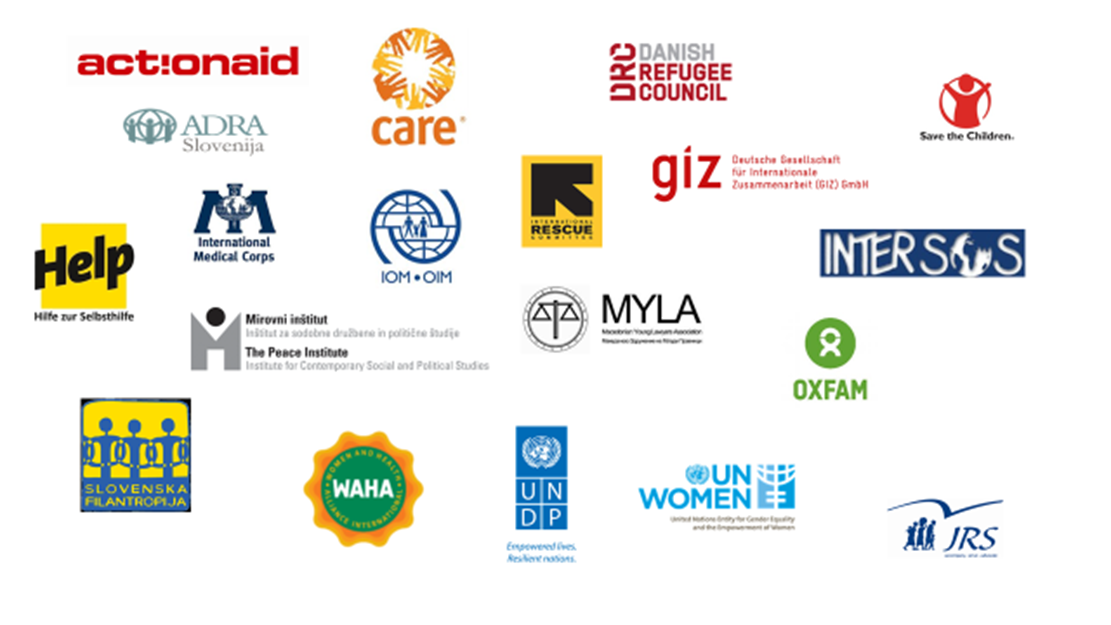 act!onaid
care®
DRC DANISH
REFUGEE
COUNCIL
Save the Children.
ADRA
Slovenija
INTERNATIONAL
RESCUE
COMMITTEE
giz
Deutsche Gesellschaft
für Internationale
Zusammenarbeit (GIZ) GmbH
International
Medical Corps
IOM • OIM
INTERSOS
Help
Hilfe zur Selbsthilfe
Mirovni inštitut
Inštitut za sodobne družbene in politične študije
The Peace Institute
Institute for Contemporary Social and Political Studies
MYLA
Macedonian Young Lawyers Association
OXFAM
SLOVENSKA
FILANTROPIJA
WOMEN AND HEALTH
WAHA
ALLIANCE INTERNATIONAL
U N
D P
Empowered lives.
Resilient nations.
UN
WOMEN
United Nations Entity for Gender Equality
and the Empowerment of Women
JRS